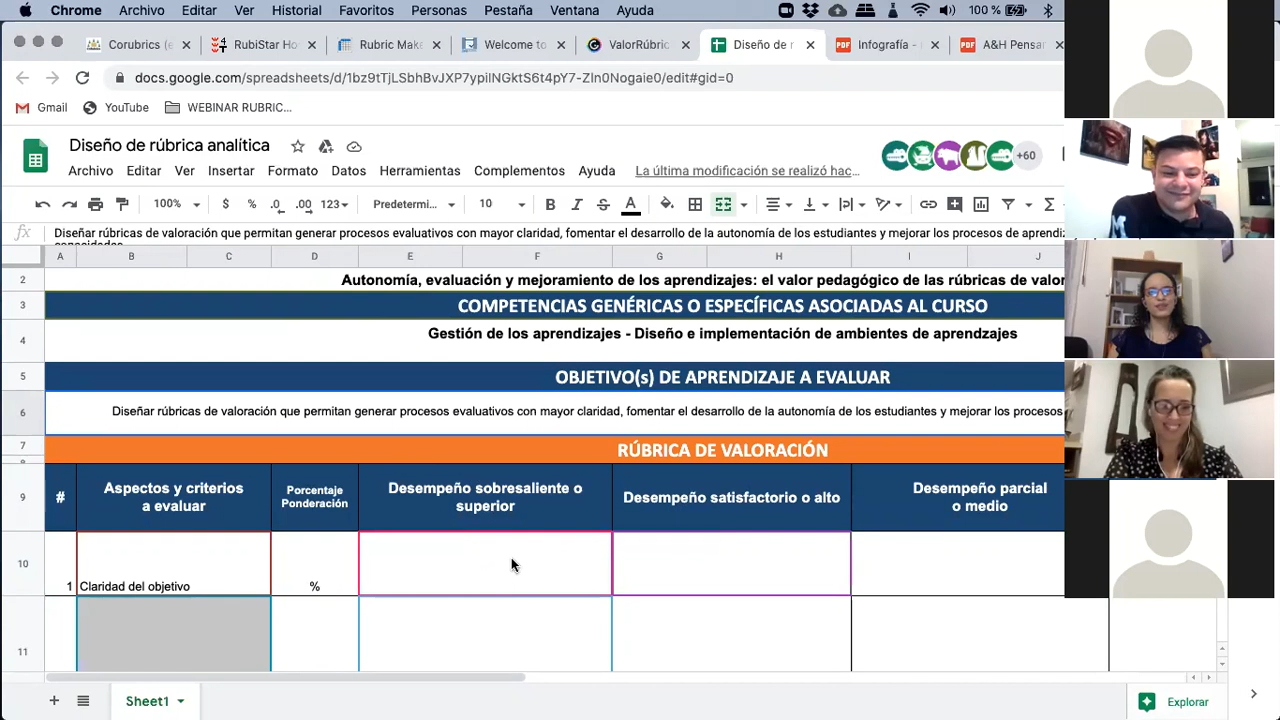 Chrome Archivo Editar Ver Historial Favoritos Personas Pestaña Ventana Ayuda 100 %
Corubrics (e RubiStar Ho Rubric Make Welcome to ValorRúbric Diseño de r Infografía - A&H Pensar
docs.google.com/spreadsheets/d/
Gmail YouTube WEBINAR RUBRIC...
Diseño de rúbrica analítica
+60
Archivo Editar Ver Insertar Formato Datos Herramientas Complementos Ayuda La última modificación se realizó hac...
100% $ % .0 .00 123 Predetermi... 10 B I S A
fx Diseñar rúbricas de valoración que permitan generar procesos evaluativos con mayor claridad, fomentar el desarrollo de la autonomía de los estudiantes y mejorar los procesos de aprendiz
capacidades
A B C D E F G H I J
2 Autonomía, evaluación y mejoramiento de los aprendizajes: el valor pedagógico de las rúbricas de valor
3 COMPETENCIAS GENÉRICAS O ESPECÍFICAS ASOCIADAS AL CURSO
4 Gestión de los aprendizajes - Diseño e implementación de ambientes de aprendzajes
5 OBJETIVO(s) DE APRENDIZAJE A EVALUAR
6 Diseñar rúbricas de valoración que permitan generar procesos evaluativos con mayor claridad, fomentar el desarrollo de la autonomía de los estudiantes y mejorar los procesos
7 RÚBRICA DE VALORACIÓN
9 # Aspectos y criterios
a evaluar
Porcentaje
Ponderación
Desempeño sobresaliente o
superior
Desempeño satisfactorio o alto
Desempeño parcial
o medio
10 1 Claridad del objetivo %
11
Sheet1
Explorar